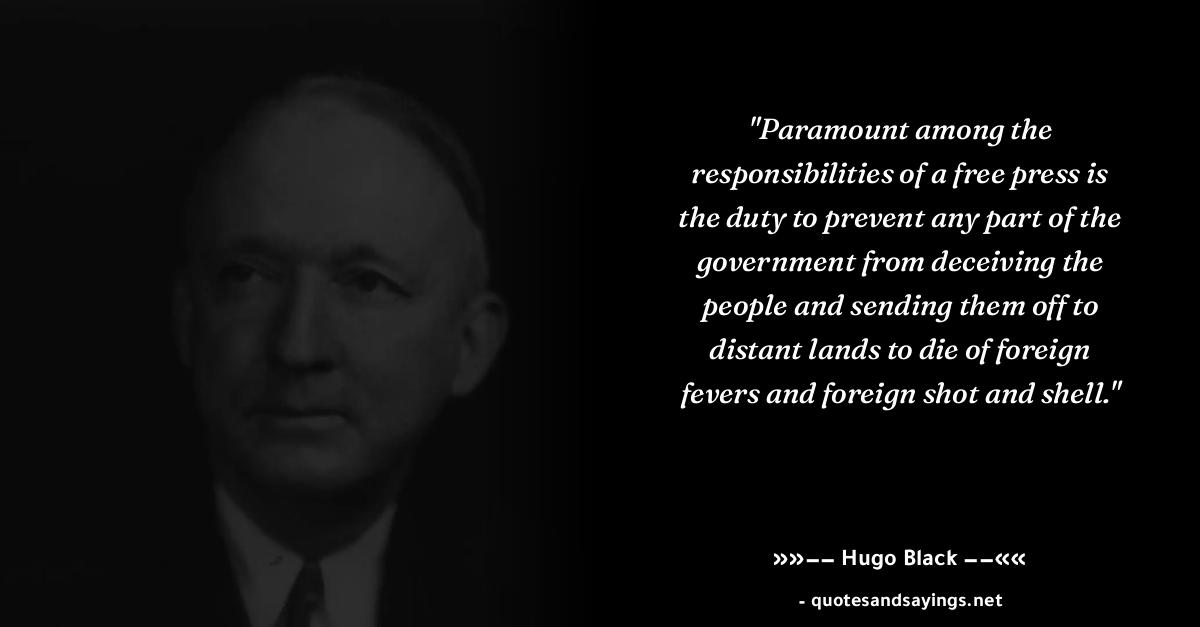 "Paramount among the
responsibilities of a free press is
the duty to prevent any part of the
government from deceiving the
people and sending them off to
distant lands to die of foreign
fevers and foreign shot and shell."
»»—— Hugo Black ——««
- quotesandsayings.net